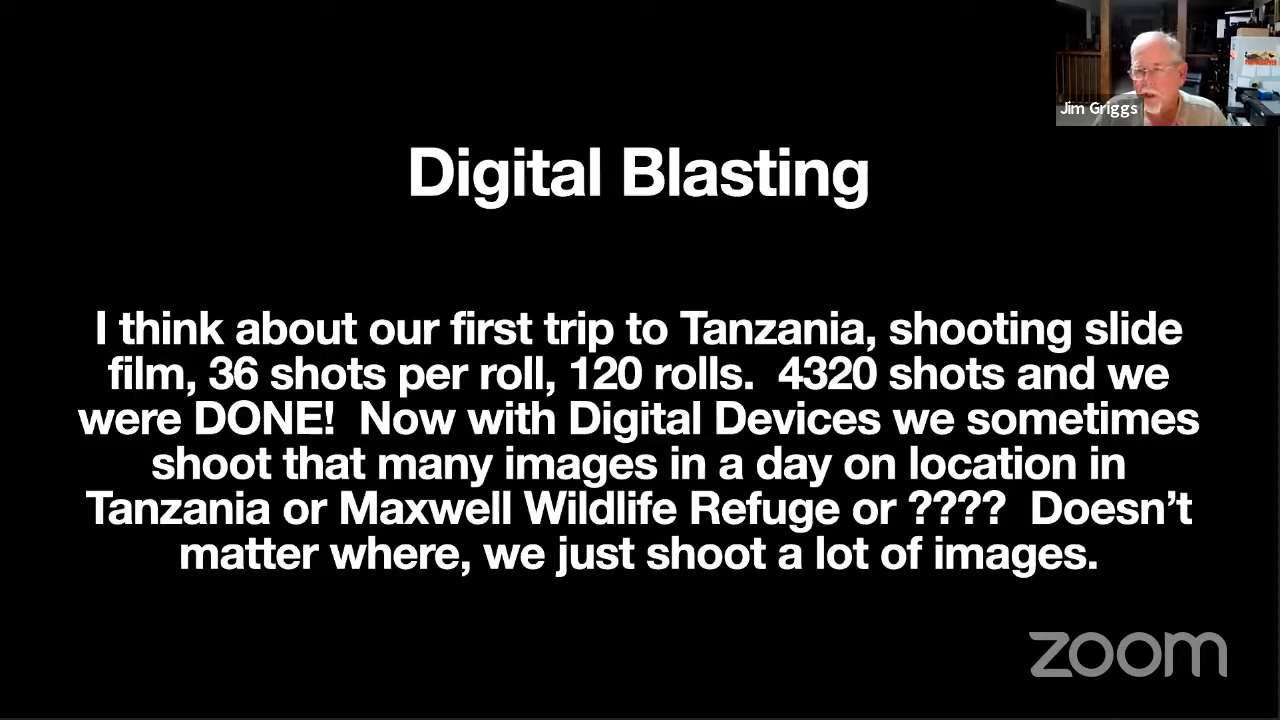 Jim Griggs
Digital Blasting
I think about our first trip to Tanzania, shooting slide
film, 36 shots per roll, 120 rolls.  4320 shots and we
were DONE!  Now with Digital Devices we sometimes
shoot that many images in a day on location in
Tanzania or Maxwell Wildlife Refuge or ????  Doesn’t
matter where, we just shoot a lot of images.
zoom